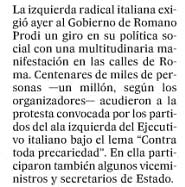 La izquierda radical italiana exi-
gió ayer al Gobierno de Romano
Prodi un giro en su política so-
cial con una multitudinaria ma-
nifestación en las calles de Ro-
ma. Centenares de miles de per-
sonas —un millón, según los
organizadores— acudieron a la
protesta convocada por los parti-
dos del ala izquierda del Ejecuti-
vo italiano bajo el lema “Contra
toda precariedad”. En ella parti-
ciparon también algunos vicemi-
nistros y secretarios de Estado.